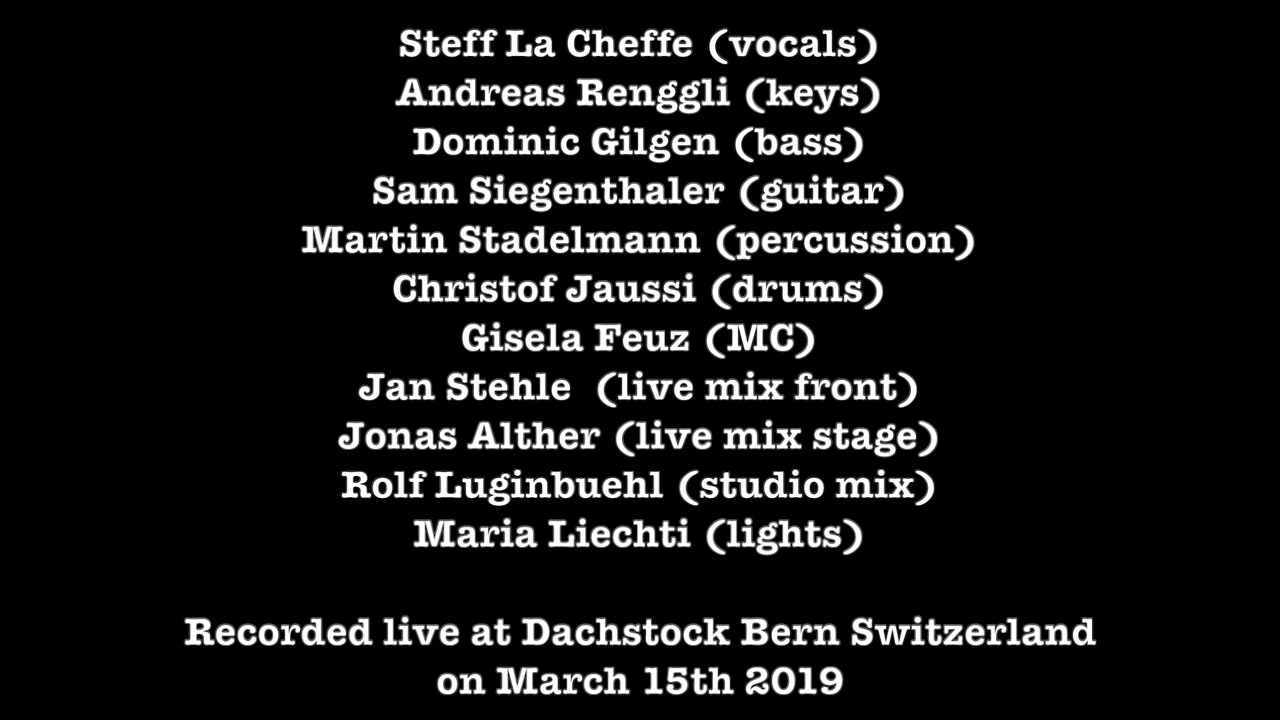 Steff La Cheffe (vocals)
Andreas Renggli (keys)
Dominic Gilgen (bass)
Sam Siegenthaler (guitar)
Martin Stadelmann (percussion)
Christof Jaussi (drums)
Gisela Feuz (MC)
Jan Stehle  (live mix front)
Jonas Alther (live mix stage)
Rolf Luginbuehl (studio mix)
Maria Liechti (lights)
Recorded live at Dachstock Bern Switzerland
on March 15th 2019